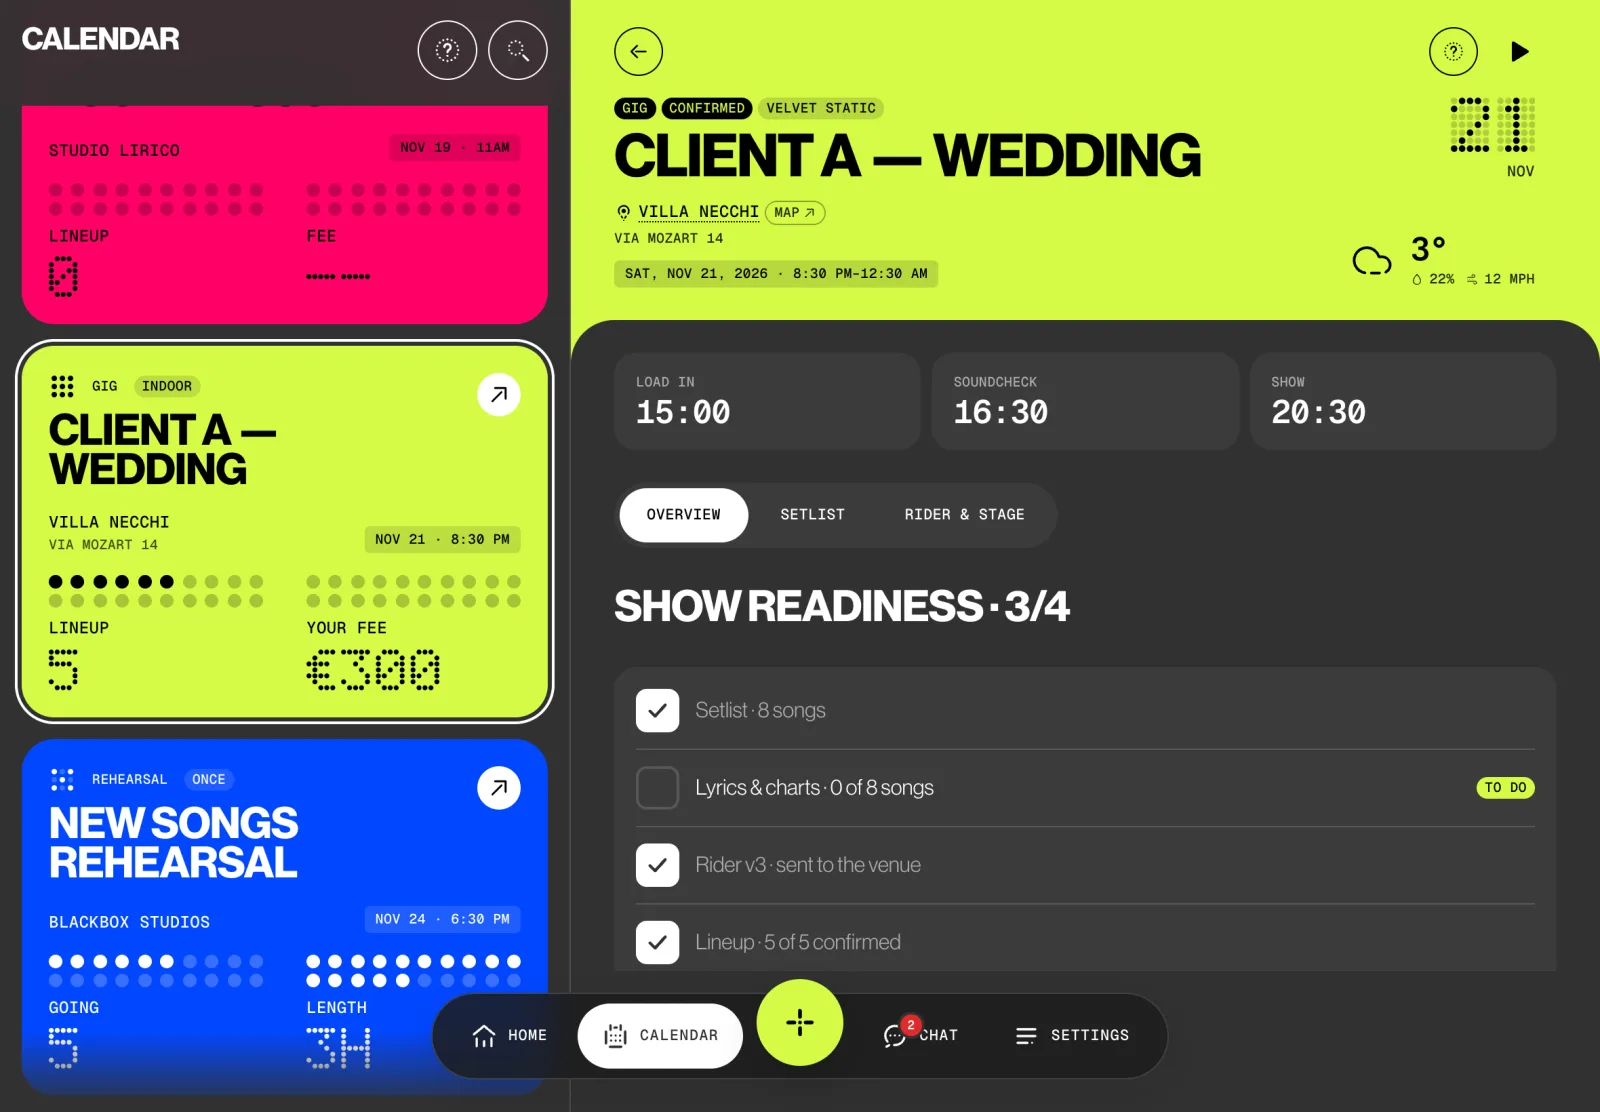 CALENDAR
STUDIO LIRICO
NOV 19 · 11AM
LINEUP
FEE
0
GIG
INDOOR
CLIENT A —
WEDDING
VILLA NECCHI
VIA MOZART 14
NOV 21 · 8:30 PM
LINEUP
YOUR FEE
5
€300
REHEARSAL
ONCE
NEW SONGS
REHEARSAL
BLACKBOX STUDIOS
NOV 24 · 6:30 PM
GOING
LENGTH
5
3H
GIG
CONFIRMED
VELVET STATIC
CLIENT A — WEDDING
21
NOV
VILLA NECCHI
MAP ↗
VIA MOZART 14
SAT, NOV 21, 2026 · 8:30 PM–12:30 AM
3°
22%
12 MPH
LOAD IN
15:00
SOUNDCHECK
16:30
SHOW
20:30
OVERVIEW
SETLIST
RIDER & STAGE
SHOW READINESS · 3/4
Setlist · 8 songs
Lyrics & charts · 0 of 8 songs
TO DO
Rider v3 · sent to the venue
Lineup · 5 of 5 confirmed
HOME
CALENDAR
2
CHAT
SETTINGS